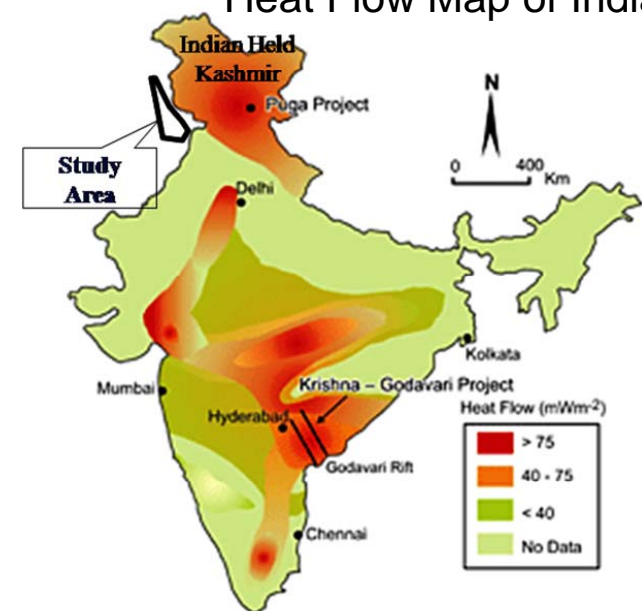 Heat Flow Map of India
Indian Held
Kashmir
Puga Project
N
Study
Area
0 400
Km
Delhi
Kolkata
Mumbai
Krishna – Godavari Project
Hyderabad
Heat Flow (mWm-2)
> 75
40 - 75
< 40
No Data
Godavari Rift
Chennai